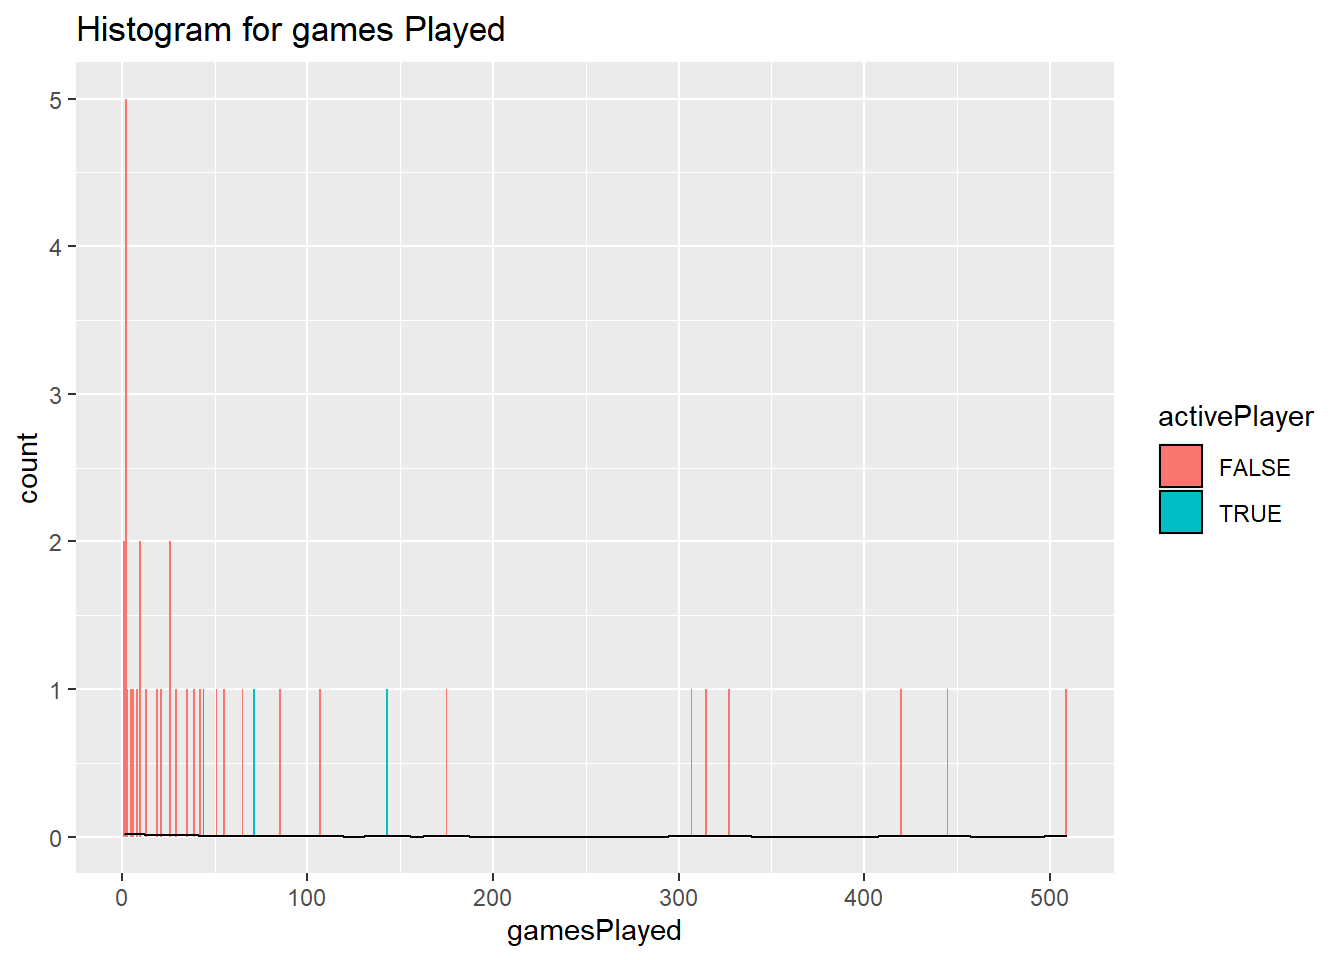 Histogram for games Played
5
4
3
2
1
0
count
0 100 200 300 400 500
gamesPlayed
activePlayer
FALSE
TRUE